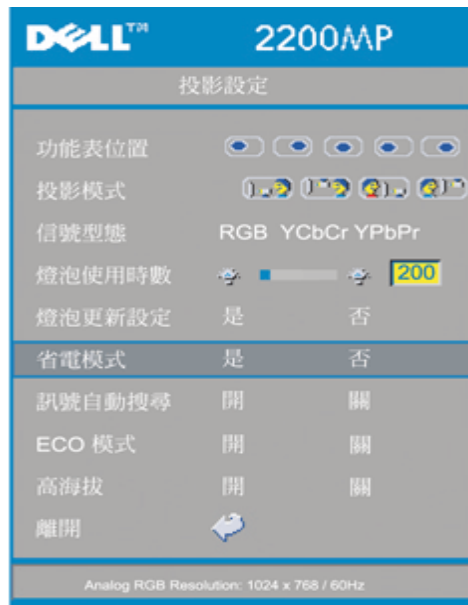 DELL™ 2200MP
投影設定
功能表位置
投影模式
信號型態 RGB YCbCr YPbPr
燈泡使用時數 200
燈泡更新設定 是 否
省電模式 是 否
訊號自動搜尋 開 關
ECO 模式 開 關
高海拔 開 關
離開
Analog RGB Resolution: 1024 x 768 / 60Hz